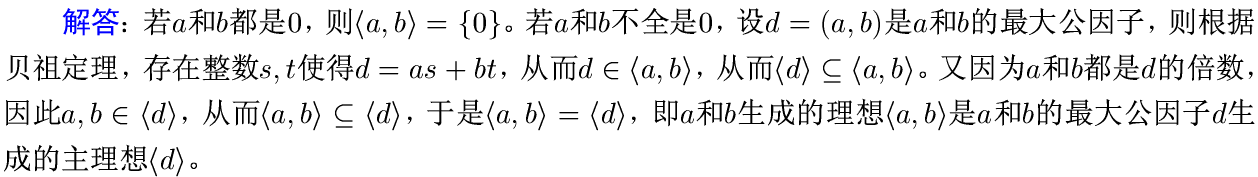 解答：若a和b都是0，则⟨a, b⟩ = {0}。若a和b不全是0，设d = (a, b)是a和b的最大公因子，则根据
贝祖定理，存在整数s, t使得d = as + bt，从而d ∈ ⟨a, b⟩，从而⟨d⟩ ⊆ ⟨a, b⟩。又因为a和b都是d的倍数，
因此a, b ∈ ⟨d⟩，从而⟨a, b⟩ ⊆ ⟨d⟩，于是⟨a, b⟩ = ⟨d⟩，即a和b生成的理想⟨a, b⟩是a和b的最大公因子d生
成的主理想⟨d⟩。